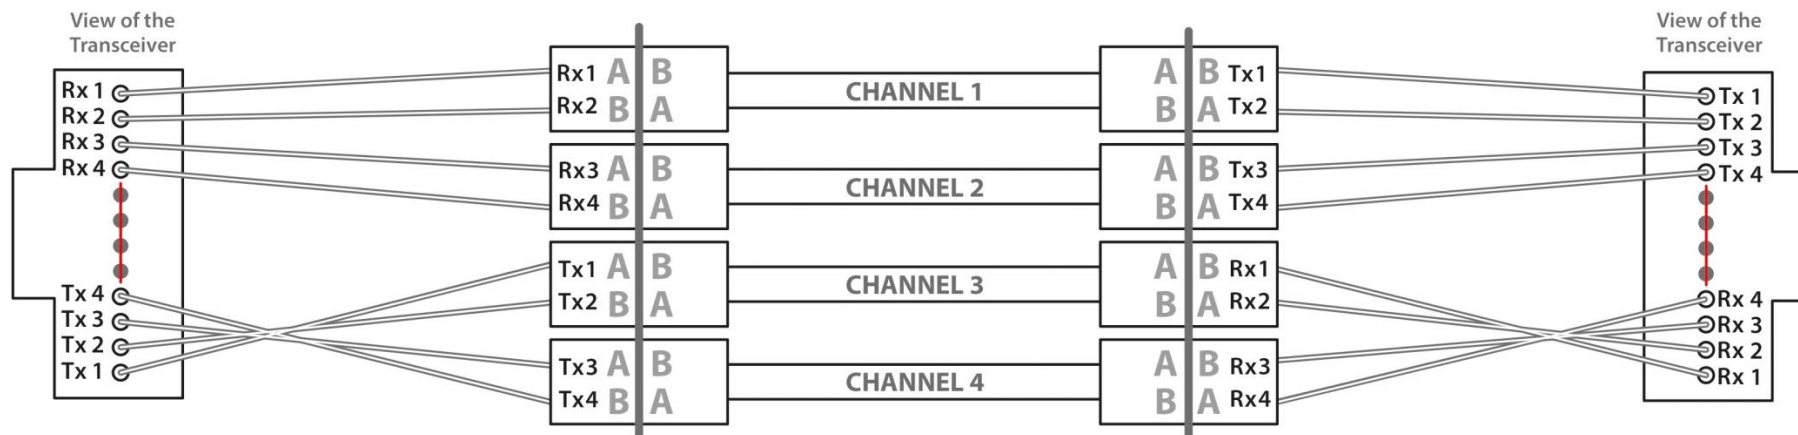 View of the
Transceiver
Rx 1
Rx 2
Rx 3
Rx 4
Tx 4
Tx 3
Tx 2
Tx 1
Rx1 A B
Rx2 B A
Rx3 A B
Rx4 B A
Tx1 A B
Tx2 B A
Tx3 A B
Tx4 B A
CHANNEL 1
CHANNEL 2
CHANNEL 3
CHANNEL 4
A B Tx1
B A Tx2
A B Tx3
B A Tx4
A B Rx1
B A Rx2
A B Rx3
B A Rx4
View of the
Transceiver
Tx 1
Tx 2
Tx 3
Tx 4
Rx 4
Rx 3
Rx 2
Rx 1